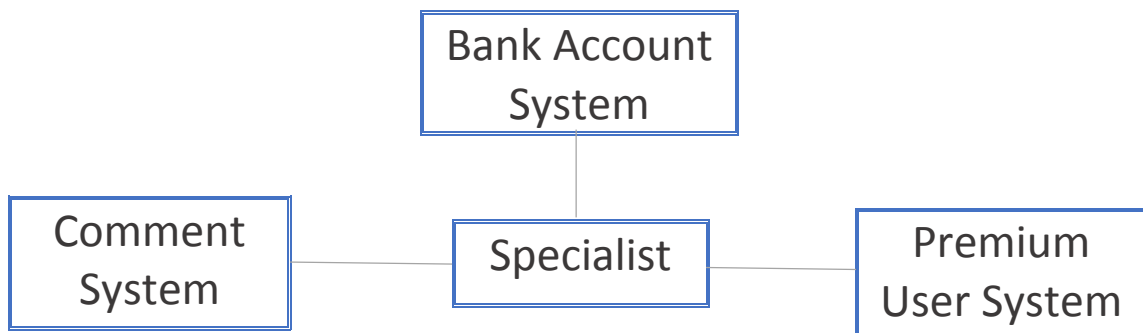 Bank Account
System
Comment
System
Specialist
Premium
User System